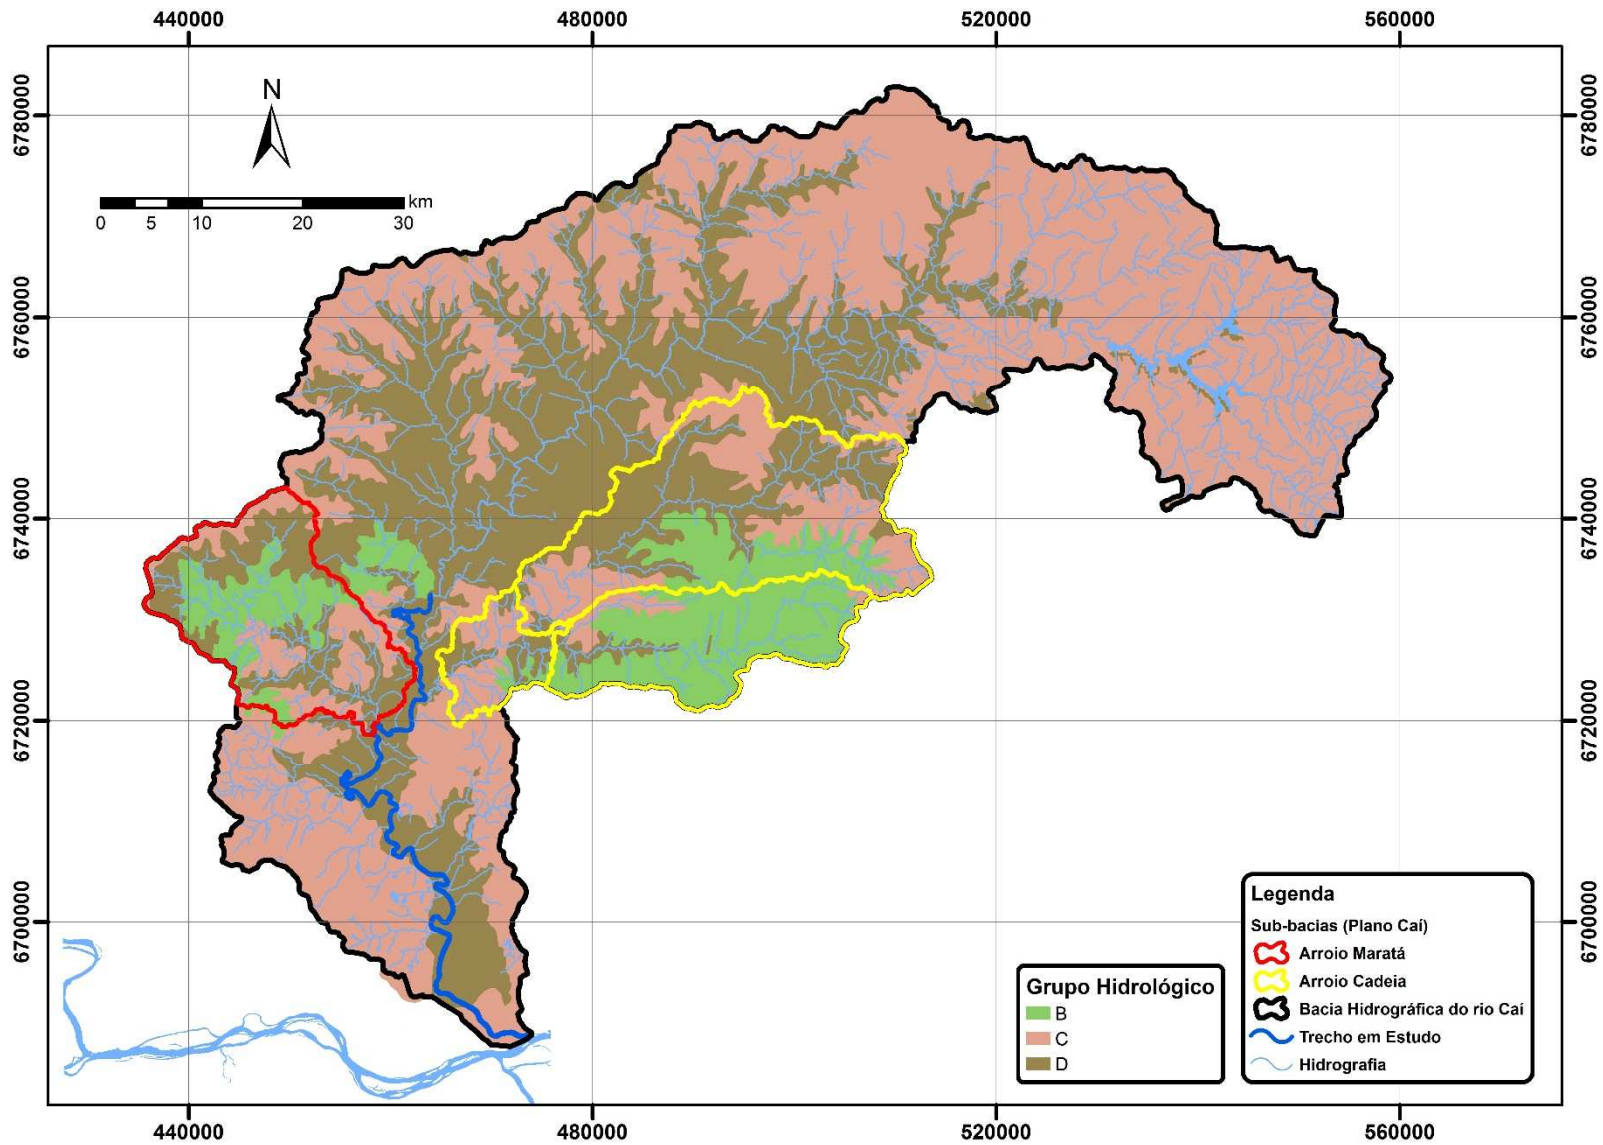 440000 480000 520000 560000
6780000 6780000
N
km
0 5 10 20 30
6760000 6760000
6740000 6740000
6720000 6720000
6700000 6700000
Grupo Hidrológico
B
C
D
Legenda
Sub-bacias (Plano Caí)
Arroio Maratá
Arroio Cadeia
Bacia Hidrográfica do rio Caí
Trecho em Estudo
Hidrografia
440000 480000 520000 560000